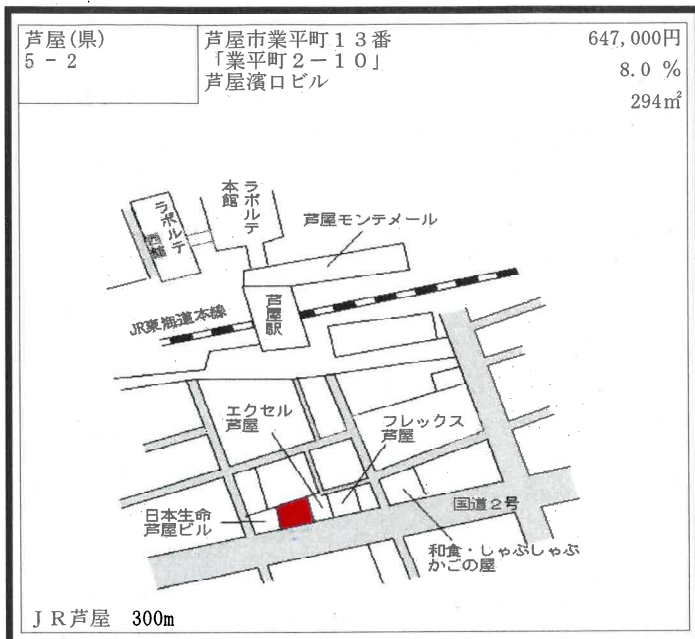 芦屋(県)
5－2
芦屋市業平町１３番
「業平町２－１０」
芦屋濱口ビル
647,000円
8.0 %
294㎡
ラポルテ
西館
ラポルテ
本館
芦屋モンテメール
芦屋駅
JR東海道本線
エクセル
芦屋
フレックス
芦屋
日本生命
芦屋ビル
国道２号
和食・しゃぶしゃぶ
かごの屋
ＪＲ芦屋 300m